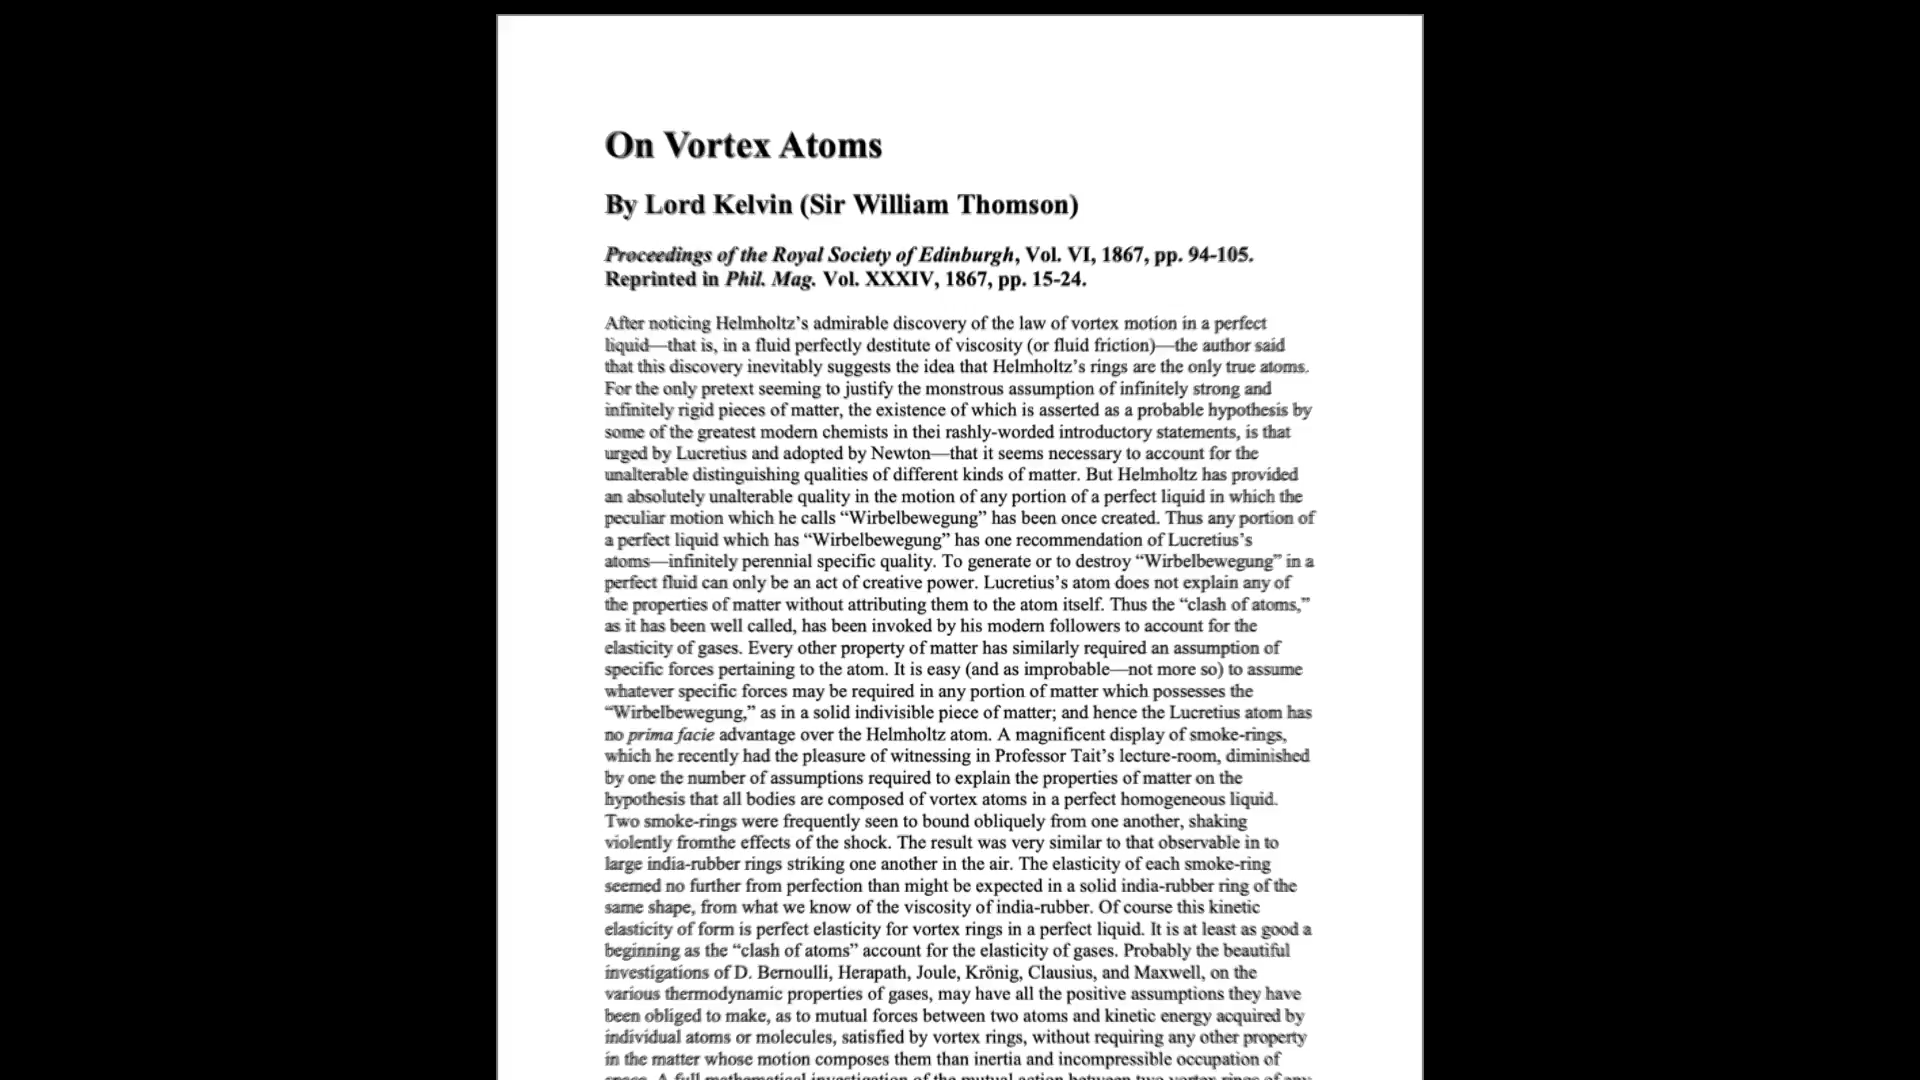 On Vortex Atoms
By Lord Kelvin (Sir William Thomson)
Proceedings of the Royal Society of Edinburgh, Vol. VI, 1867, pp. 94-105.
Reprinted in Phil. Mag. Vol. XXXIV, 1867, pp. 15-24.
After noticing Helmholtz’s admirable discovery of the law of vortex motion in a perfect
liquid—that is, in a fluid perfectly destitute of viscosity (or fluid friction)—the author said
that this discovery inevitably suggests the idea that Helmholtz’s rings are the only true atoms.
For the only pretext seeming to justify the monstrous assumption of infinitely strong and
infinitely rigid pieces of matter, the existence of which is asserted as a probable hypothesis by
some of the greatest modern chemists in thei rashly-worded introductory statements, is that
urged by Lucretius and adopted by Newton—that it seems necessary to account for the
unalterable distinguishing qualities of different kinds of matter. But Helmholtz has provided
an absolutely unalterable quality in the motion of any portion of a perfect liquid in which the
peculiar motion which he calls “Wirbelbewegung” has been once created. Thus any portion of
a perfect liquid which has “Wirbelbewegung” has one recommendation of Lucretius’s
atoms—infinitely perennial specific quality. To generate or to destroy “Wirbelbewegung” in a
perfect fluid can only be an act of creative power. Lucretius’s atom does not explain any of
the properties of matter without attributing them to the atom itself. Thus the “clash of atoms,”
as it has been well called, has been invoked by his modern followers to account for the
elasticity of gases. Every other property of matter has similarly required an assumption of
specific forces pertaining to the atom. It is easy (and as improbable—not more so) to assume
whatever specific forces may be required in any portion of matter which possesses the
“Wirbelbewegung,” as in a solid indivisible piece of matter; and hence the Lucretius atom has
no prima facie advantage over the Helmholtz atom. A magnificent display of smoke-rings,
which he recently had the pleasure of witnessing in Professor Tait’s lecture-room, diminished
by one the number of assumptions required to explain the properties of matter on the
hypothesis that all bodies are composed of vortex atoms in a perfect homogeneous liquid.
Two smoke-rings were frequently seen to bound obliquely from one another, shaking
violently fromthe effects of the shock. The result was very similar to that observable in to
large india-rubber rings striking one another in the air. The elasticity of each smoke-ring
seemed no further from perfection than might be expected in a solid india-rubber ring of the
same shape, from what we know of the viscosity of india-rubber. Of course this kinetic
elasticity of form is perfect elasticity for vortex rings in a perfect liquid. It is at least as good a
beginning as the “clash of atoms” account for the elasticity of gases. Probably the beautiful
investigations of D. Bernoulli, Herapath, Joule, Krönig, Clausius, and Maxwell, on the
various thermodynamic properties of gases, may have all the positive assumptions they have
been obliged to make, as to mutual forces between two atoms and kinetic energy acquired by
individual atoms or molecules, satisfied by vortex rings, without requiring any other property
in the matter whose motion composes them than inertia and incompressible occupation of
space. A full mathematical investigation of the mutual action between two vortex rings of any